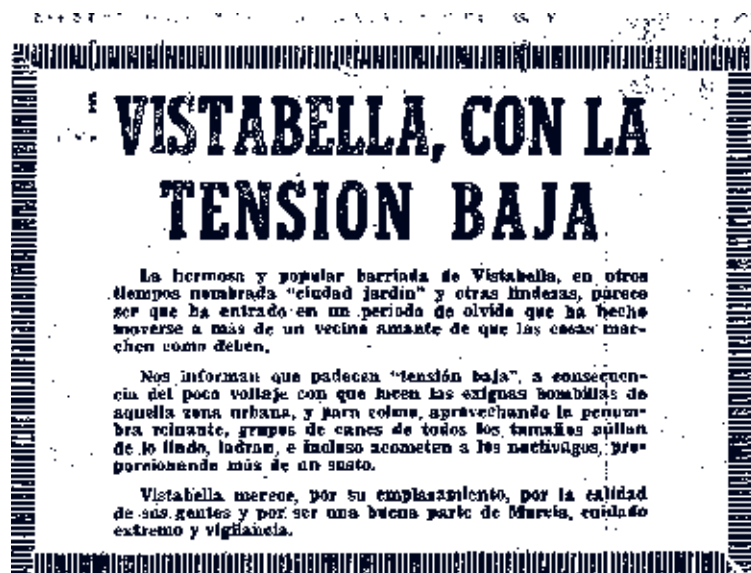 VISTABELLA, CON LA
TENSION BAJA
La hermosa y popular barriada de Vistabella, en otros
tiempos nombrada "ciudad jardín" y otras lindezas, parece
ser que ha entrado en un período de olvido que ha hecho
moverse a más de un vecino amante de que las cosas mar-
chen como deben.
Nos informan que padecen "tensión baja", a consecuen-
cia del poco voltaje con que lucen las exiguas bombillas de
aquella zona urbana, y para colmo, aprovechando la penum-
bra reinante, grupos de canes de todos los tamaños aullan
de lo lindo, ladran, e incluso acometen a los noctívagos, pro-
porcionando más de un susto.
Vistabella merece, por su emplazamiento, por la calidad
de sus gentes y por ser una buena parte de Murcia, cuidado
extremo y vigilancia.